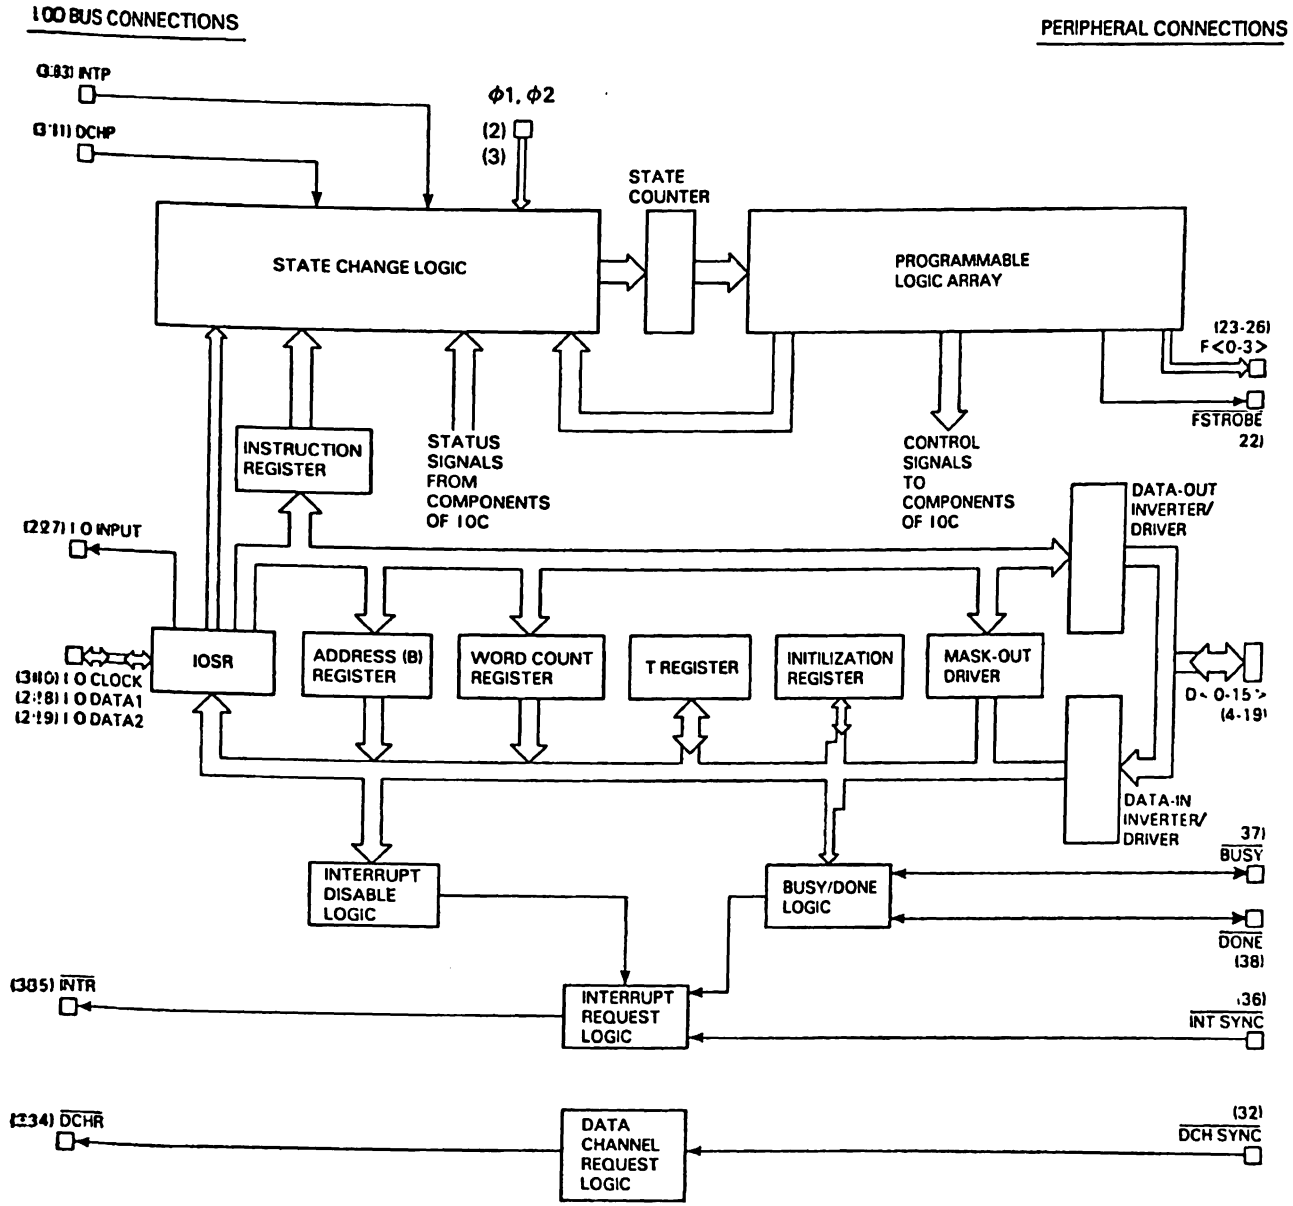 BUS CONNECTIONS
PERIPHERAL CONNECTIONS
INTP
DCHP
ϕ1, ϕ2
(2)
(3)
STATE
COUNTER
STATE CHANGE LOGIC
PROGRAMMABLE
LOGIC ARRAY
(23-26)
F<0-3>
FSTROBE
22)
INSTRUCTION
REGISTER
STATUS
SIGNALS
FROM
COMPONENTS
OF IOC
CONTROL
SIGNALS
TO
COMPONENTS
OF IOC
DATA-OUT
INVERTER/
DRIVER
I O INPUT
IOSR
ADDRESS (B)
REGISTER
WORD COUNT
REGISTER
T REGISTER
INITILIZATION
REGISTER
MASK-OUT
DRIVER
I O CLOCK
I O DATA1
I O DATA2
D<0-15>
(4-19)
DATA-IN
INVERTER/
DRIVER
37)
BUSY
INTERRUPT
DISABLE
LOGIC
BUSY/DONE
LOGIC
DONE
(38)
INTR
INTERRUPT
REQUEST
LOGIC
36)
INT SYNC
DCHR
DATA
CHANNEL
REQUEST
LOGIC
(32)
DCH SYNC